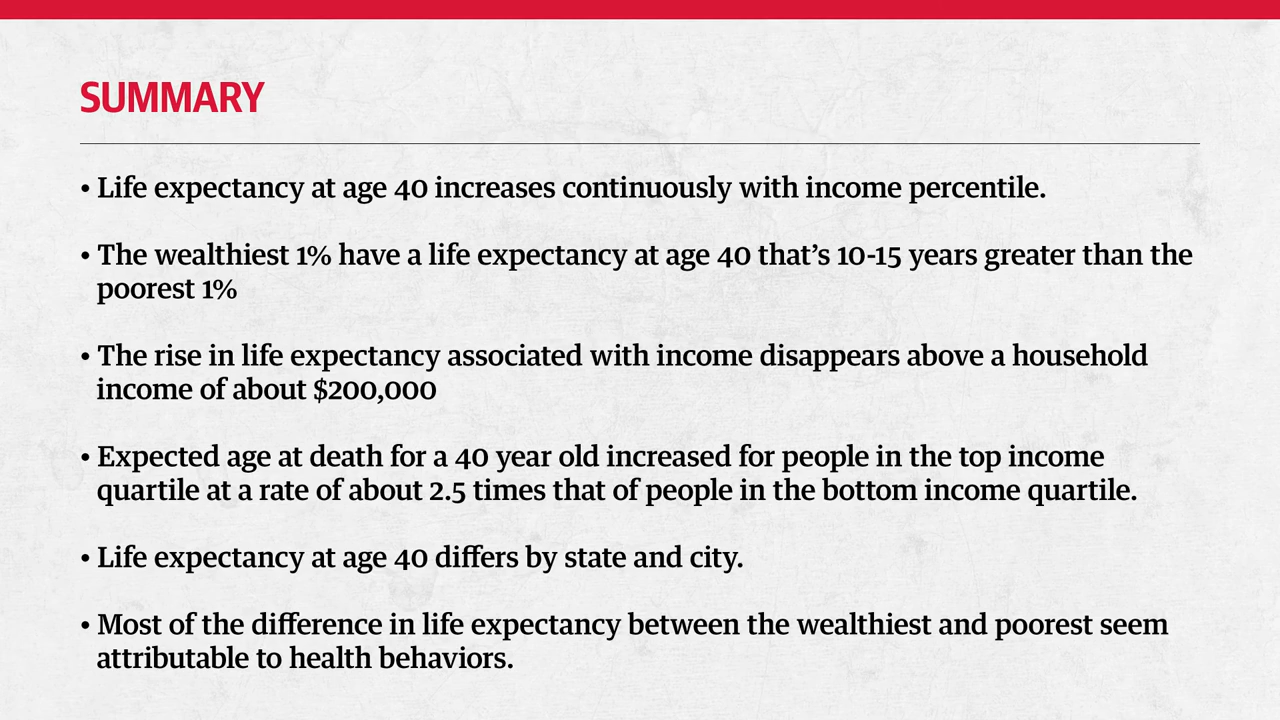 SUMMARY
• Life expectancy at age 40 increases continuously with income percentile.
• The wealthiest 1% have a life expectancy at age 40 that’s 10-15 years greater than the
poorest 1%
• The rise in life expectancy associated with income disappears above a household
income of about $200,000
• Expected age at death for a 40 year old increased for people in the top income
quartile at a rate of about 2.5 times that of people in the bottom income quartile.
• Life expectancy at age 40 differs by state and city.
• Most of the difference in life expectancy between the wealthiest and poorest seem
attributable to health behaviors.